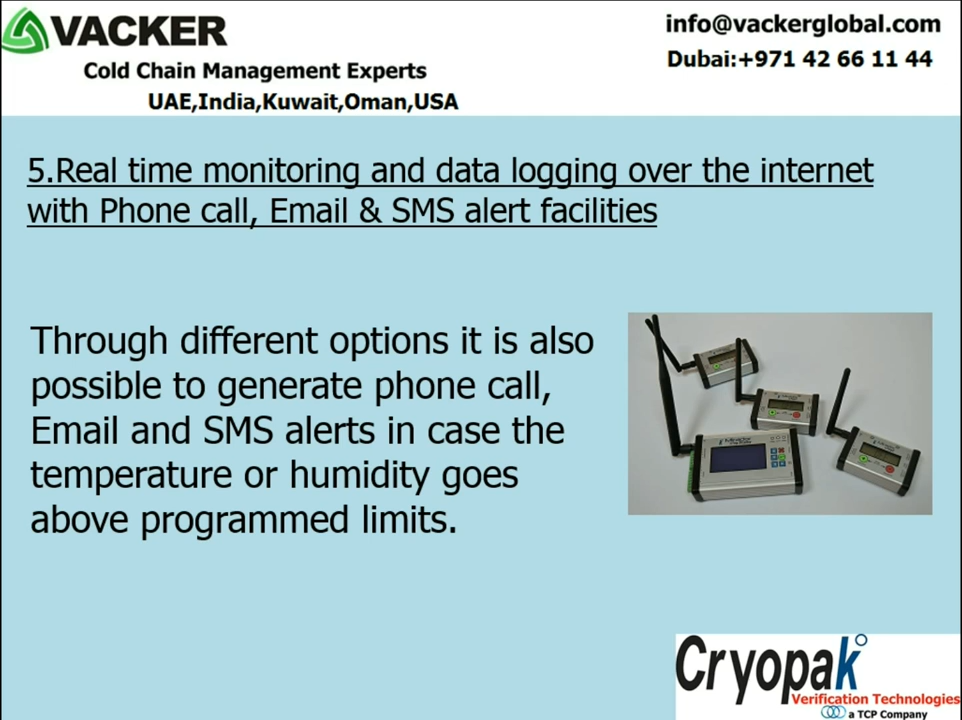 VACKER
Cold Chain Management Experts
UAE,India,Kuwait,Oman,USA
info@vackerglobal.com
Dubai:+971 42 66 11 44
5.Real time monitoring and data logging over the internet
with Phone call, Email & SMS alert facilities
Through different options it is also
possible to generate phone call,
Email and SMS alerts in case the
temperature or humidity goes
above programmed limits.
Cryopak
Verification Technologies
a TCP Company